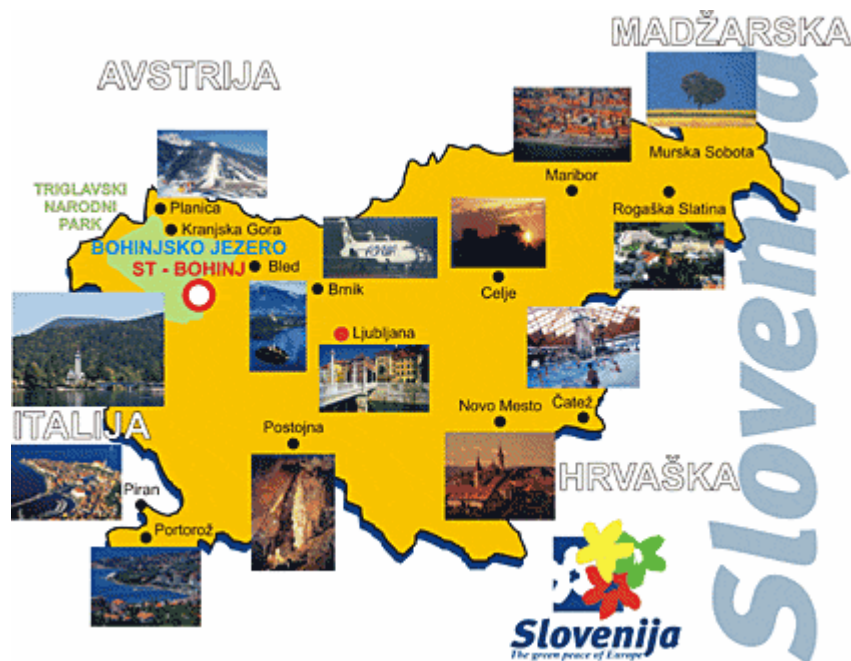 MADŽARSKA
AVSTRIJA
Murska Sobota
Maribor
TRIGLAVSKI
NARODNI
PARK
Planica
Rogaška Slatina
Kranjska Gora
BOHINJSKO JEZERO
ST - BOHINJ
Bled
Brnik
Celje
Ljubljana
Novo Mesto
Čatež
ITALIJA
Postojna
HRVAŠKA
Piran
Portorož
Slovenija
Slovenija
The green peace of Europe